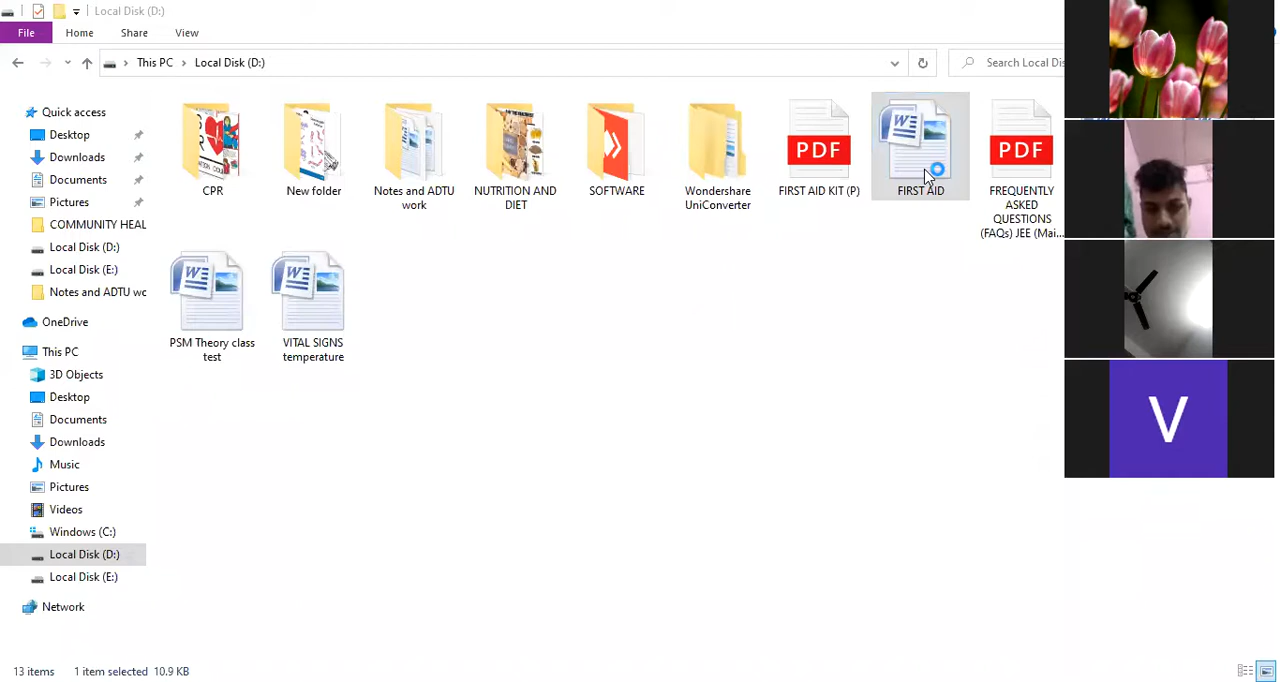 Local Disk (D:)
File Home Share View
This PC Local Disk (D:)
Search Local Dis
Quick access
Desktop
Downloads
Documents
Pictures
COMMUNITY HEAL
Local Disk (D:)
Local Disk (E:)
Notes and ADTU wc
OneDrive
This PC
3D Objects
Desktop
Documents
Downloads
Music
Pictures
Videos
Windows (C:)
Local Disk (D:)
Local Disk (E:)
Network
CPR
New folder
Notes and ADTU
work
NUTRITION AND
DIET
SOFTWARE
Wondershare
UniConverter
PDF
FIRST AID KIT (P)
W
FIRST AID
PDF
FREQUENTLY
ASKED
QUESTIONS
(FAQs) JEE (Mai...
W
PSM Theory class
test
W
VITAL SIGNS
temperature
V
13 items 1 item selected 10.9 KB